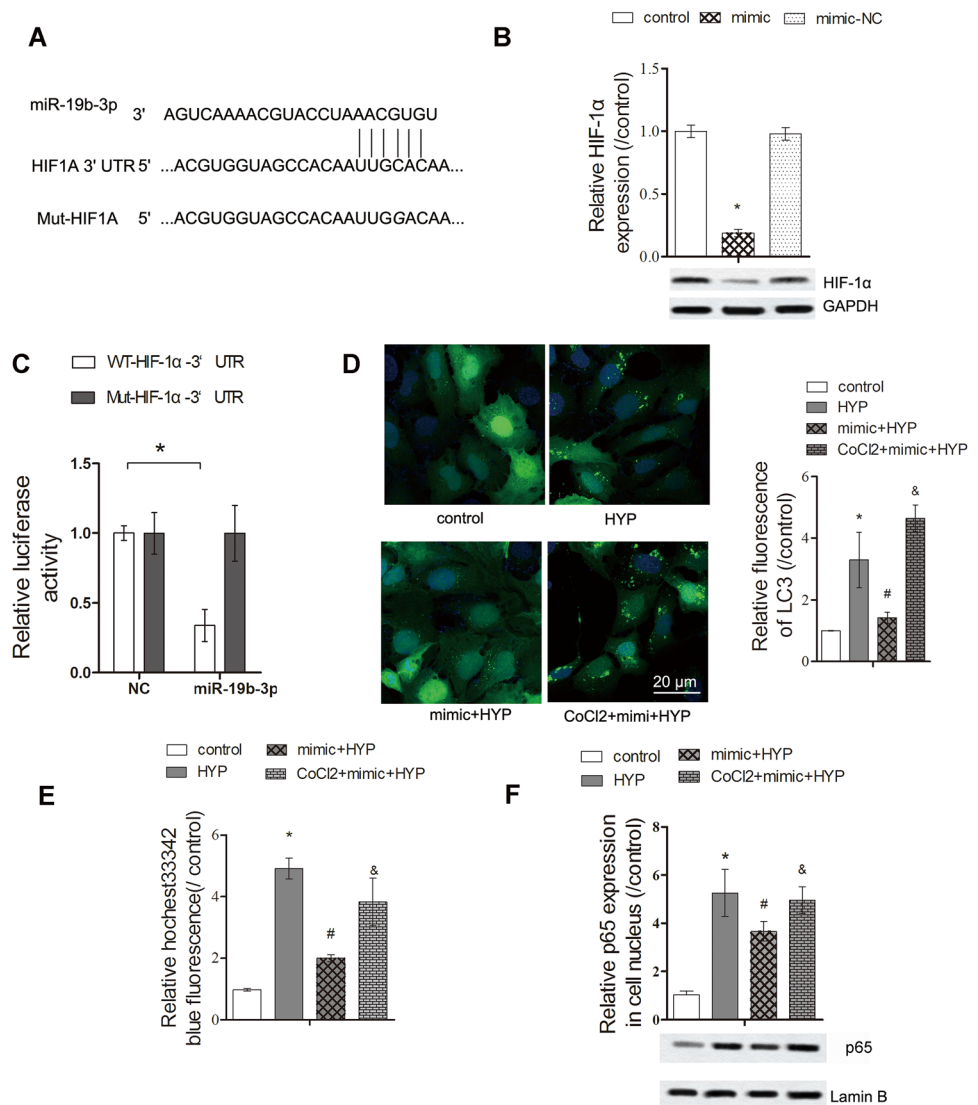 A
miR-19b-3p 3' AGUCAAAACGUACCUAAACGUGU
HIF1A 3' UTR 5' ...ACGUGGUAGCCACAAUUGCACAA...
Mut-HIF1A 5' ...ACGUGGUAGCCACAAUUGGACAA...
control mimic mimic-NC
B
Relative HIF-1α
expression (/control)
1.5
1.0
0.5
0.0
*
HIF-1α
GAPDH
C
WT-HIF-1α -3‘ UTR
Mut-HIF-1α -3‘ UTR
Relative luciferase
activity
1.5
1.0
0.5
0.0
*
NC miR-19b-3p
D
control HYP
mimic+HYP CoCl2+mimi+HYP
20 μm
control
HYP
mimic+HYP
CoCl2+mimic+HYP
Relative fluorescence
of LC3 (/control)
6
4
2
0
* # &
E
control mimic+HYP
HYP CoCl2+mimic+HYP
Relative hochest33342
blue fluorescence(/ control)
6
4
2
0
* # &
F
control mimic+HYP
HYP CoCl2+mimic+HYP
Relative p65 expression
in cell nucleus (/control)
8
6
4
2
0
* # &
p65
Lamin B